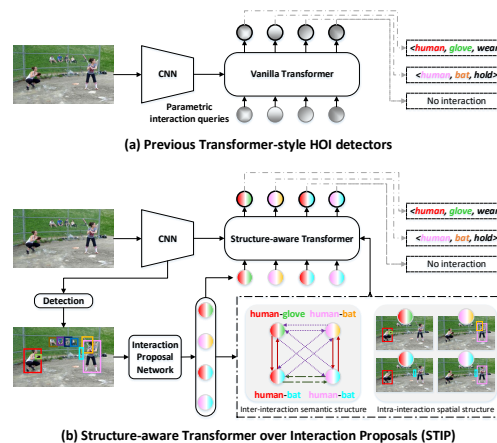 CNN
Vanilla Transformer
Parametric
interaction queries
<human, glove, wear
<human, bat, hold>
No interaction
(a) Previous Transformer-style HOI detectors
CNN
Structure-aware Transformer
<human, glove, wear
<human, bat, hold>
No interaction
Detection
Interaction
Proposal
Network
human-glove human-bat
human-bat human-bat
Inter-interaction semantic structure
Intra-interaction spatial structure
(b) Structure-aware Transformer over Interaction Proposals (STIP)